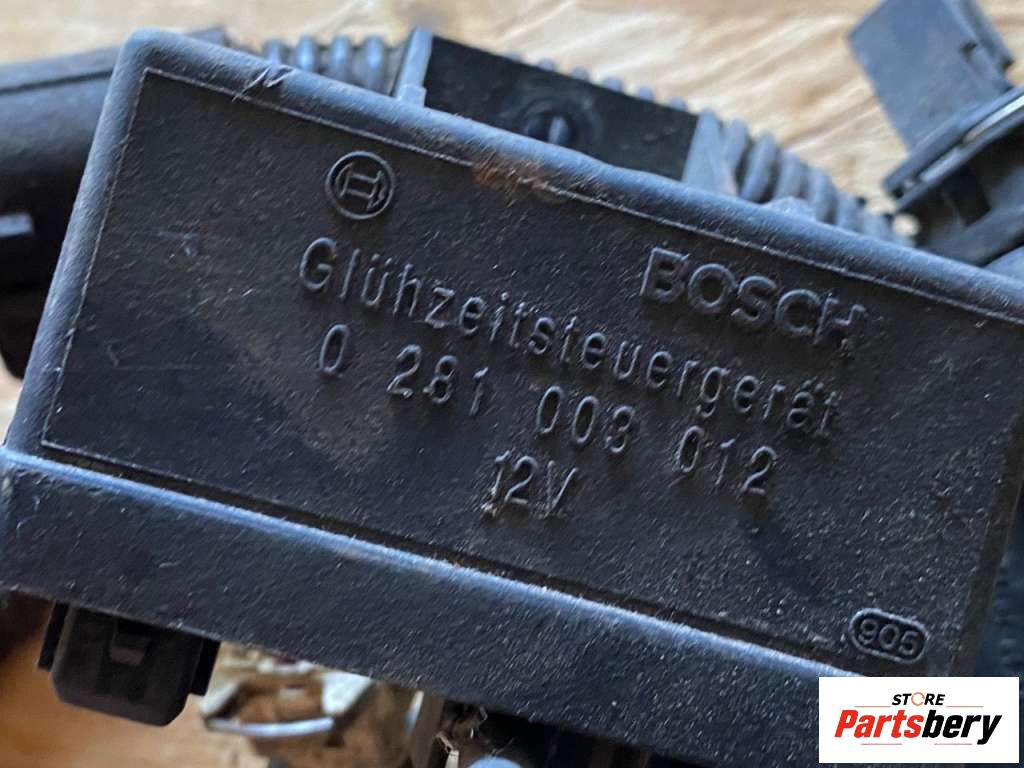 BOSCH
Glühzeitsteuergerät
0 281 003 012
12V
905
STORE
Partsbery